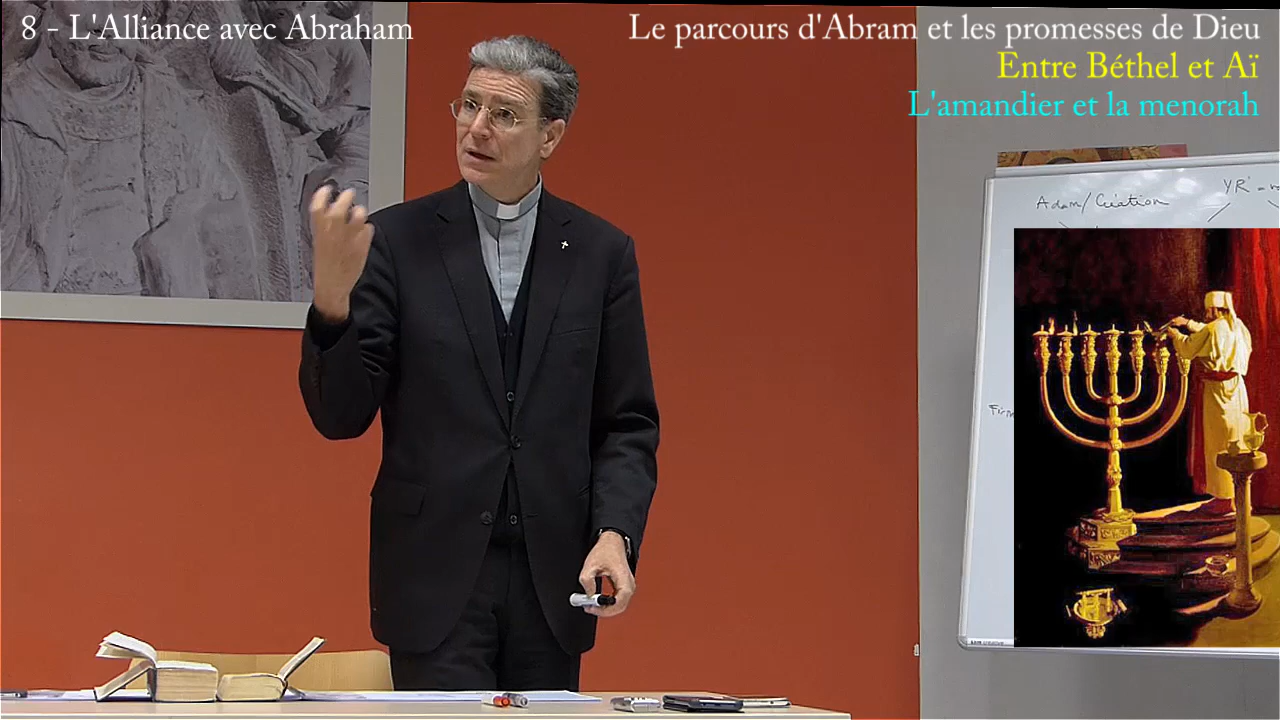 8 - L'Alliance avec Abraham
Le parcours d'Abram et les promesses de Dieu
Entre Béthel et Aï
L'amandier et la menorah
Adam/Création
YR'